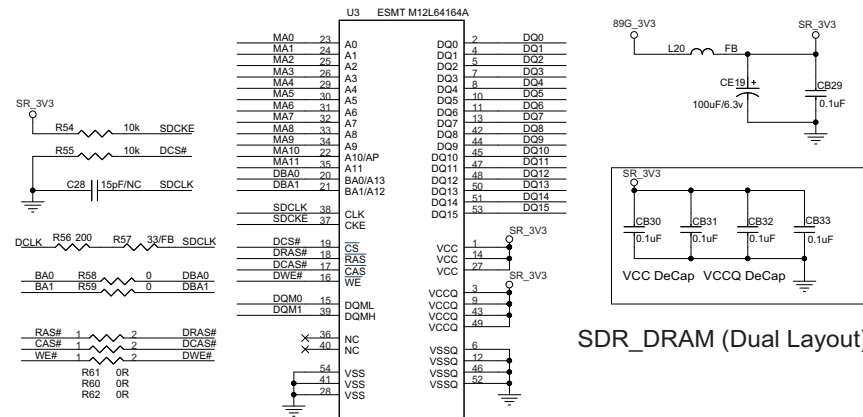 U3 ESMT M12L64164A
MA0 23 A0
MA1 24 A1
MA2 25 A2
MA3 26 A3
MA4 29 A4
MA5 30 A5
MA6 31 A6
MA7 32 A7
MA8 33 A8
MA9 34 A9
MA10 22 A10/AP
MA11 35 A11
DBA0 20 BA0/A13
DBA1 21 BA1/A12
SDCLK 38 CLK
SDCKE 37 CKE
DCS# 19 CS
DRAS# 18 RAS
DCAS# 17 CAS
DWE# 16 WE
DQM0 15 DQML
DQM1 39 DQMH
36 NC
40 NC
54 VSS
41 VSS
28 VSS
DQ0 2 DQ0
DQ1 4 DQ1
DQ2 5 DQ2
DQ3 7 DQ3
DQ4 8 DQ4
DQ5 10 DQ5
DQ6 11 DQ6
DQ7 13 DQ7
DQ8 42 DQ8
DQ9 44 DQ9
DQ10 45 DQ10
DQ11 47 DQ11
DQ12 48 DQ12
DQ13 50 DQ13
DQ14 51 DQ14
DQ15 53 DQ15
SR_3V3
VCC 1
VCC 14
VCC 27
SR_3V3
VCCQ 3
VCCQ 9
VCCQ 43
VCCQ 49
VSSQ 6
VSSQ 12
VSSQ 46
VSSQ 52
SR_3V3
R54 10k SDCKE
R55 10k DCS#
C28 15pF/NC SDCLK
DCLK R56 200 R57 33/FB SDCLK
BA0 R58 0 DBA0
BA1 R59 0 DBA1
RAS# 1 2 DRAS#
CAS# 1 2 DCAS#
WE# 1 2 DWE#
R61 0R
R60 0R
R62 0R
89G_3V3 SR_3V3
L20 FB
CE19 +
100uF/6.3v
CB29
0.1uF
SR_3V3
CB30 CB31 CB32 CB33
0.1uF 0.1uF 0.1uF 0.1uF
VCC DeCap VCCQ DeCap
SDR_DRAM (Dual Layout)